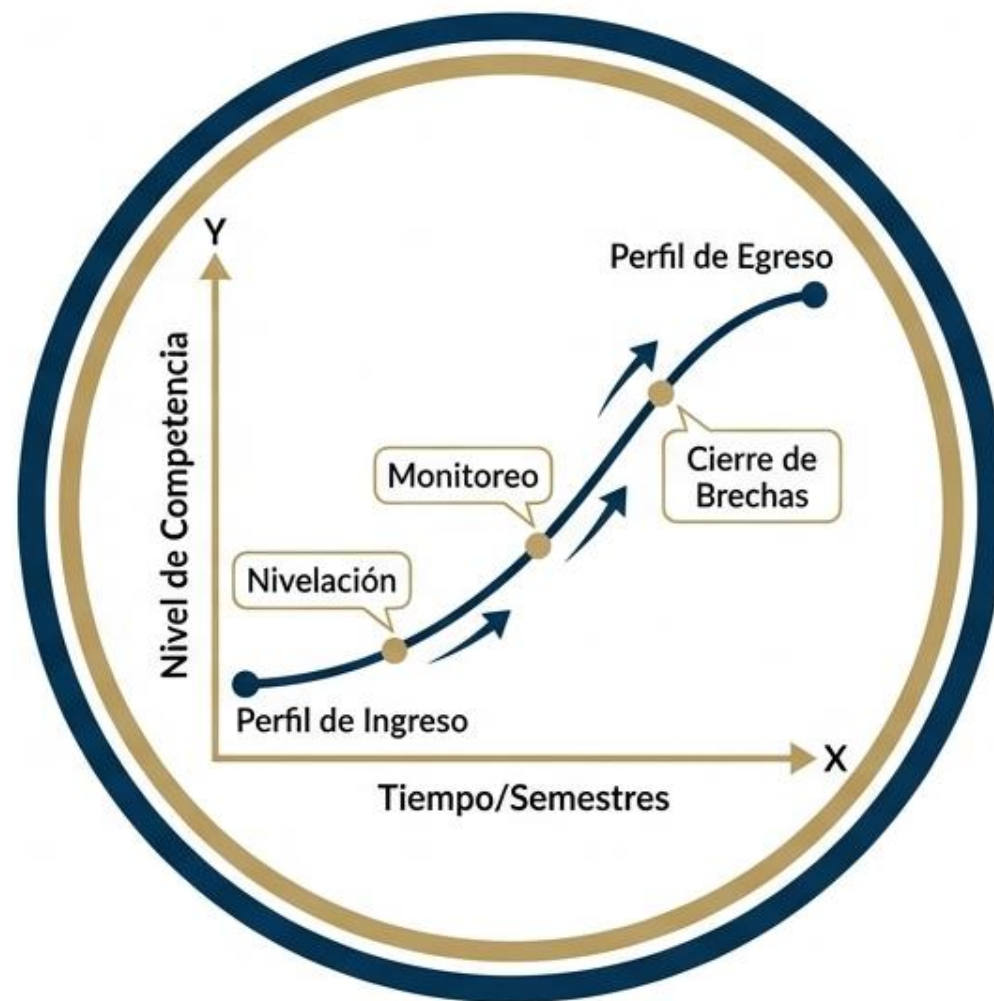 Y
Perfil de Egreso
Nivel de Competencia
Monitoreo
Cierre de
Brechas
Nivelación
Perfil de Ingreso
X
Tiempo/Semestres